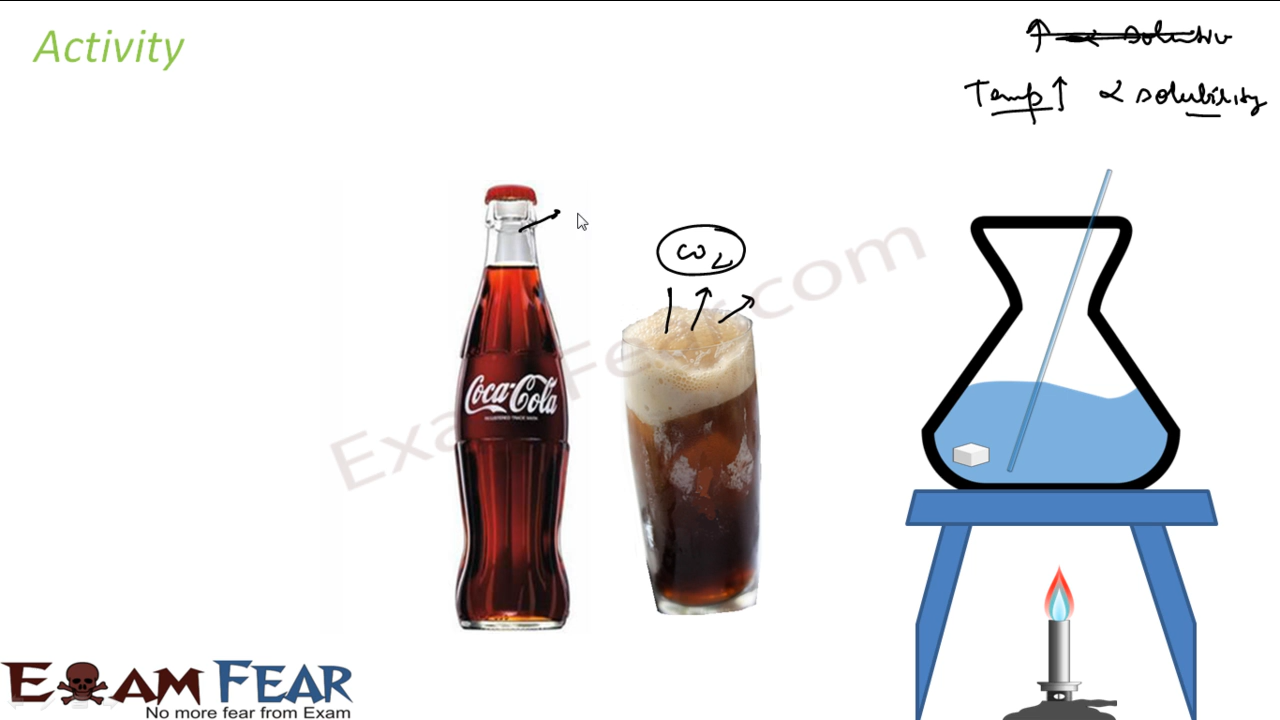 Activity
Temp↑ ∝ solubility
CO2
Coca-Cola
ExamFear.com
EXAM FEAR
No more fear from Exam